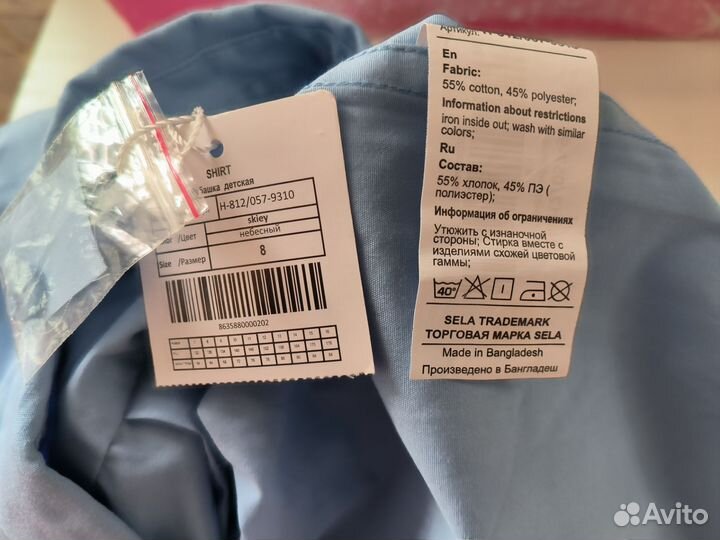 SHIRT
детская
H-812/057-9310
skiey
/Цвет
небесный
Size /Размер
8
8635880000202
En
Fabric:
55% cotton, 45% polyester;
Information about restrictions
iron inside out; wash with similar
colors;
Ru
Состав:
55% хлопок, 45% ПЭ (
полиэстер);
Информация об ограничениях
Утюжить с изнаночной
стороны; Стирка вместе с
изделиями схожей цветовой
гаммы;
40°
SELA TRADEMARK
ТОРГОВАЯ МАРКА SELA
Made in Bangladesh
Произведено в Бангладеш
Avito